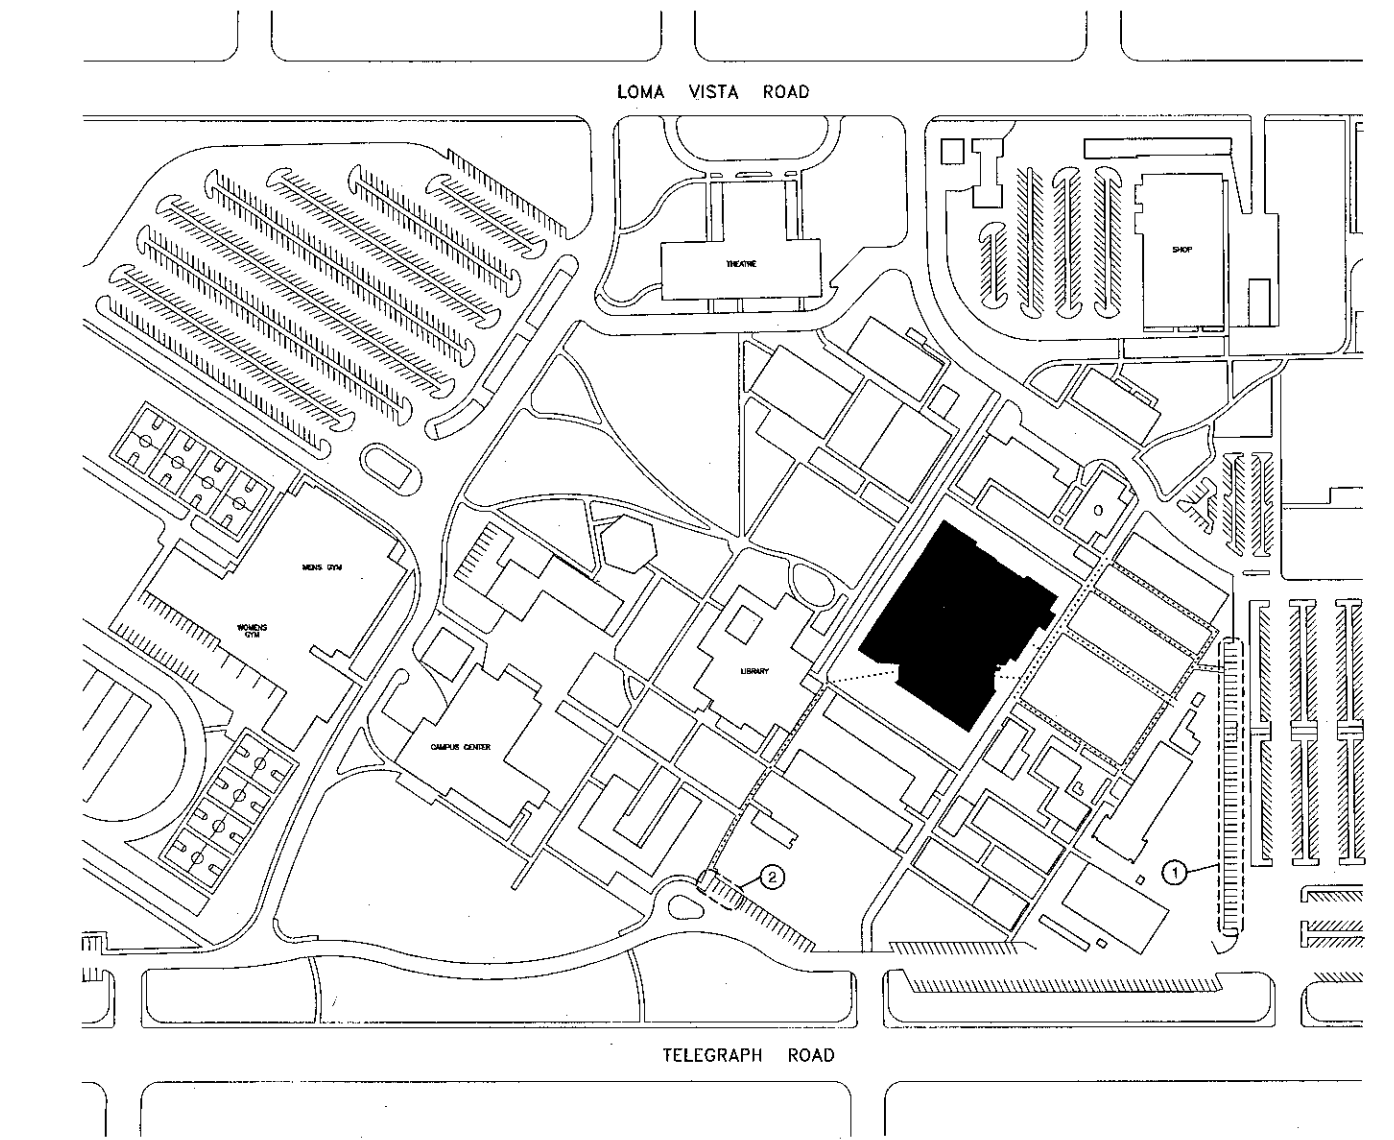 LOMA VISTA ROAD
THEATRE
SHOP
MENS GYM
WOMENS
GYM
LIBRARY
CAMPUS CENTER
1
2
TELEGRAPH ROAD